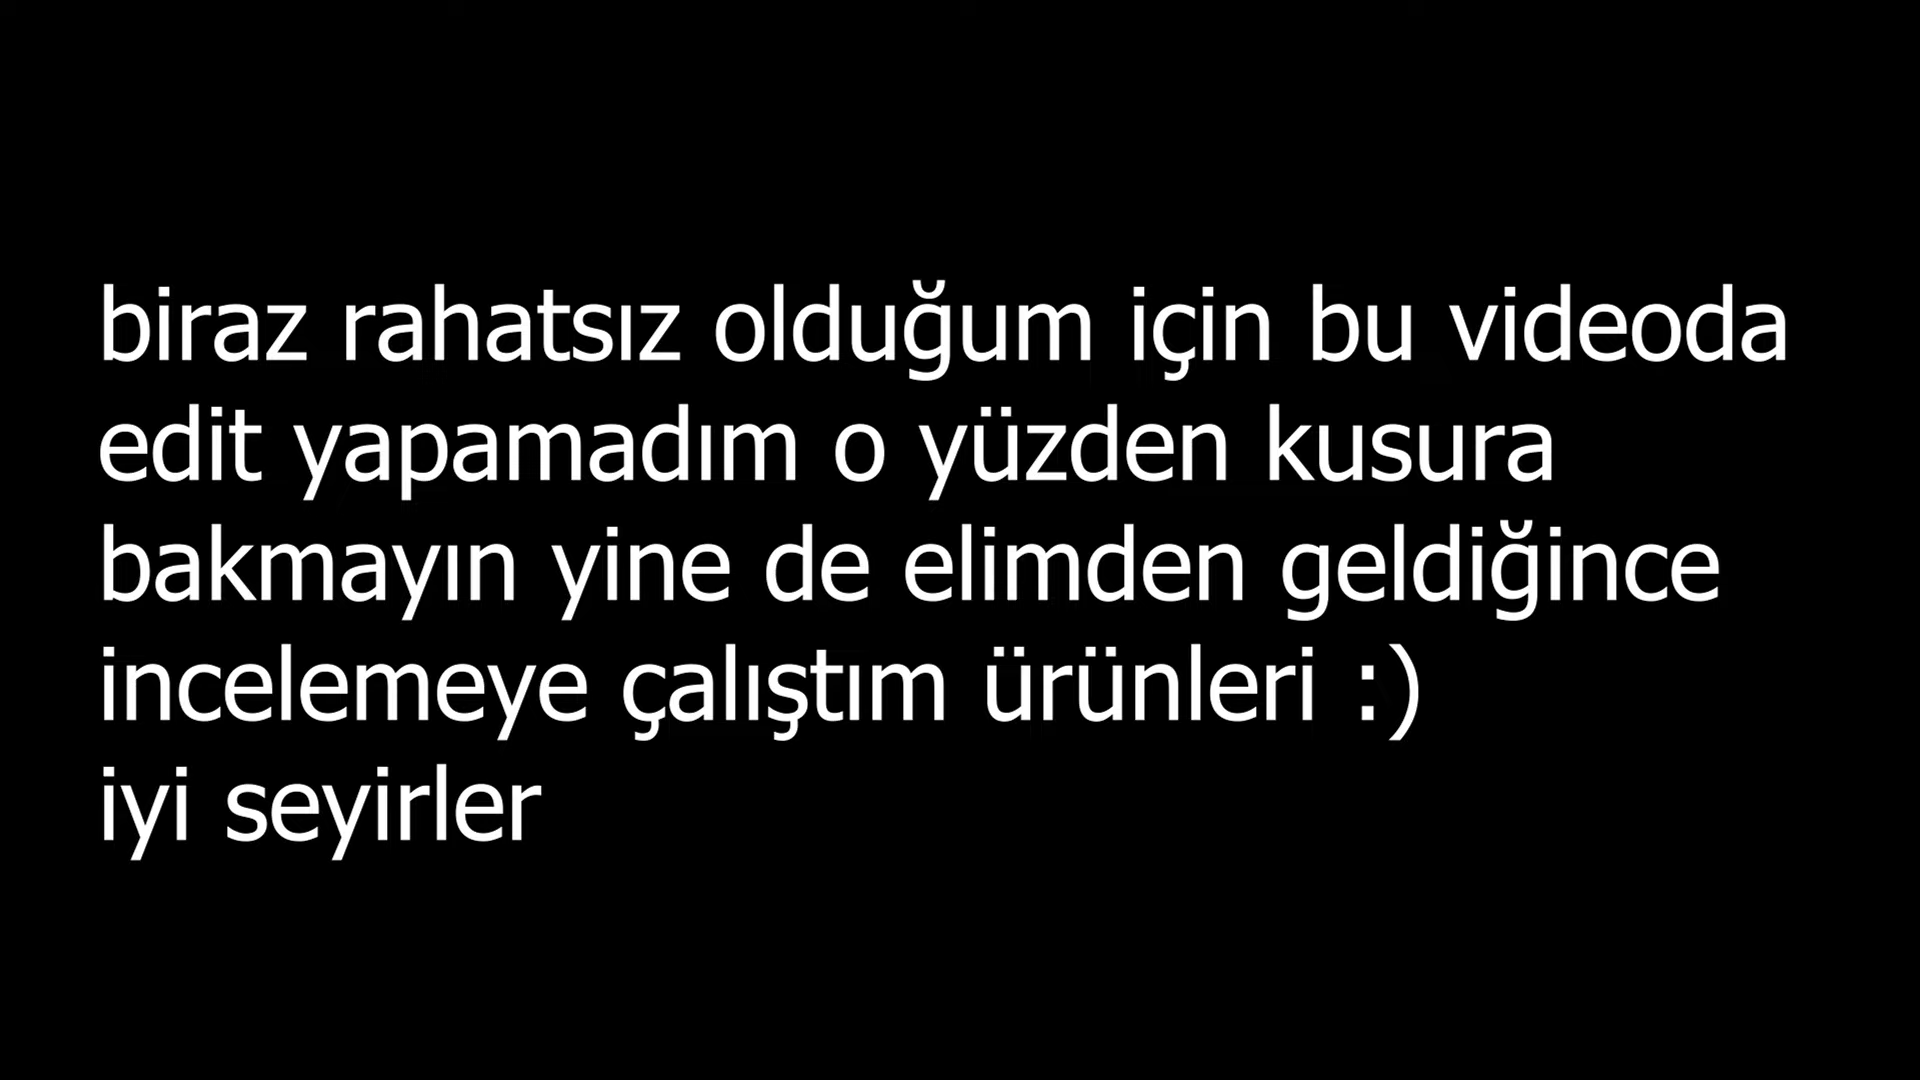 biraz rahatsız olduğum için bu videoda
edit yapamadım o yüzden kusura
bakmayın yine de elimden geldiğince
incelemeye çalıştım ürünleri :)
iyi seyirler